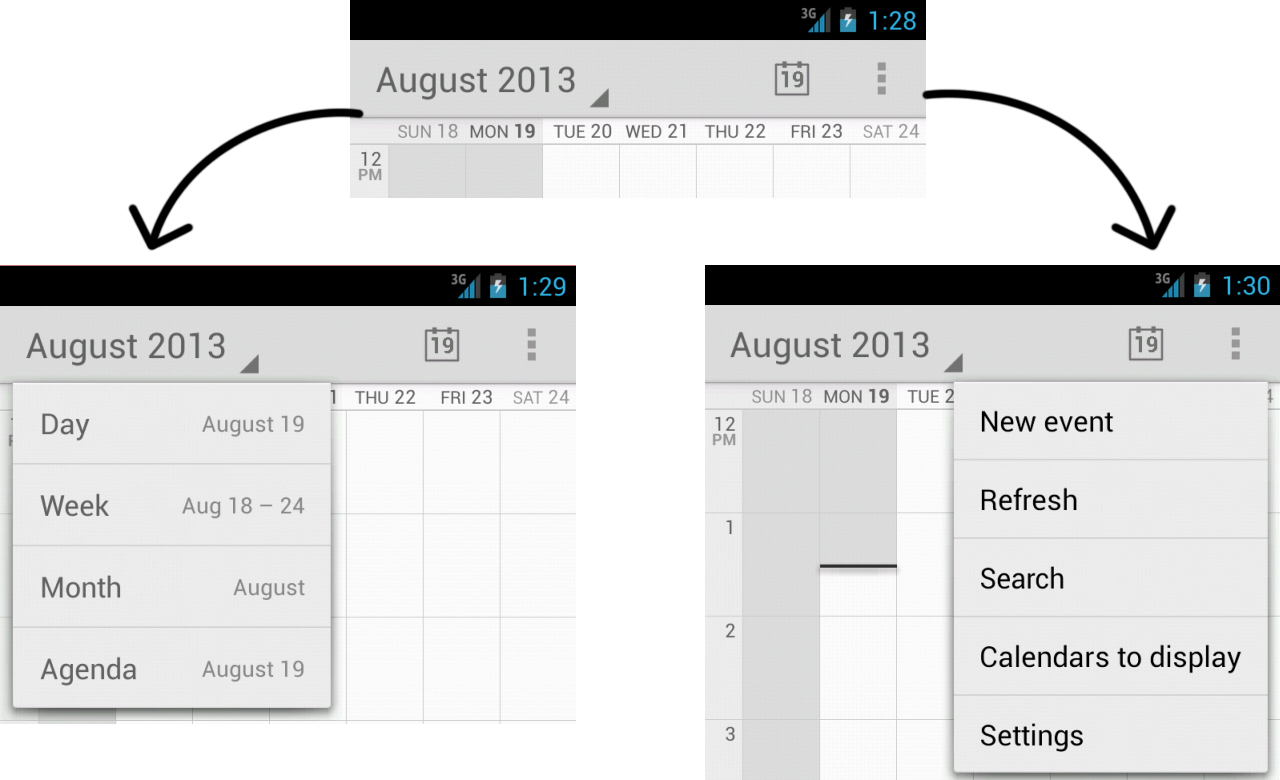 3G 1:28
August 2013 19
SUN 18 MON 19 TUE 20 WED 21 THU 22 FRI 23 SAT 24
12
PM
3G 1:29
August 2013 19
1 THU 22 FRI 23 SAT 24
Day August 19
Week Aug 18 – 24
Month August
Agenda August 19
3G 1:30
August 2013 19
SUN 18 MON 19 TUE 2 4
12
PM
1
2
3
New event
Refresh
Search
Calendars to display
Settings